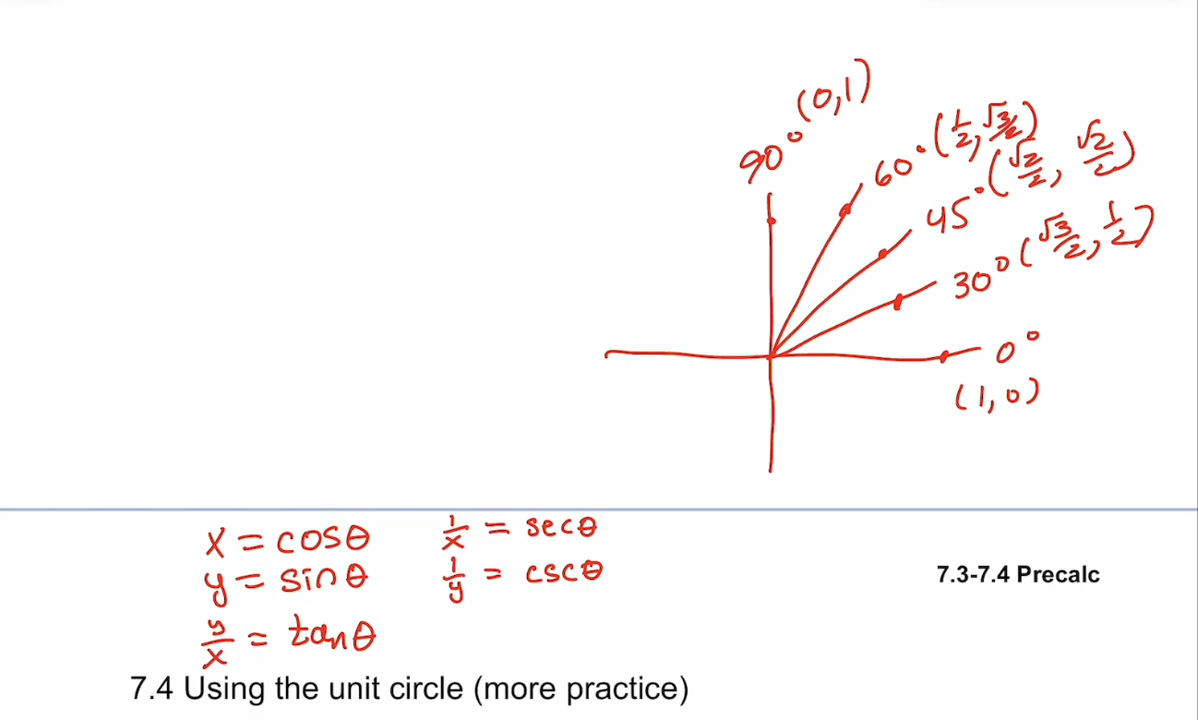 90° (0,1)
60° (1/2, √3/2)
45° (√2/2, √2/2)
30° (√3/2, 1/2)
0°
(1,0)
x = cosθ
1/x = secθ
y = sinθ
1/y = cscθ
y/x = tanθ
7.3-7.4 Precalc
7.4 Using the unit circle (more practice)